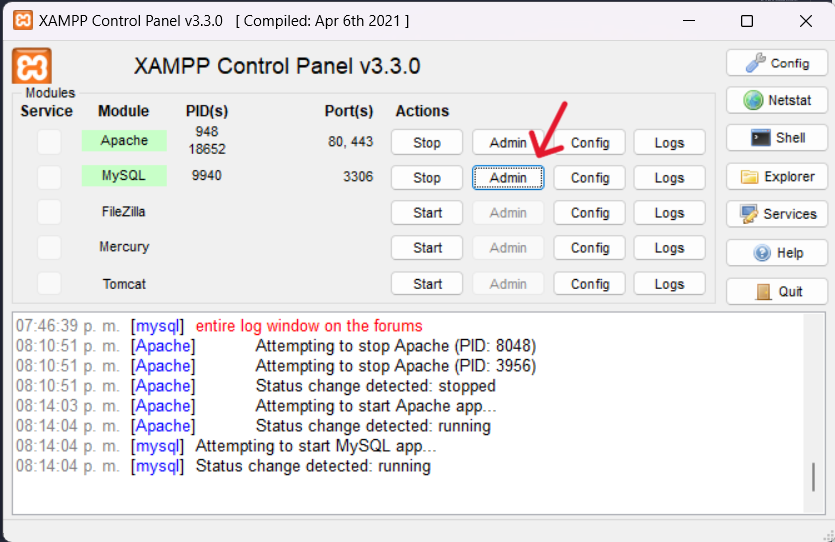 XAMPP Control Panel v3.3.0 [ Compiled: Apr 6th 2021 ]
XAMPP Control Panel v3.3.0
Config
Modules
Service Module PID(s) Port(s) Actions
Netstat
Apache 948 18652 80, 443 Stop Admin Config Logs
Shell
MySQL 9940 3306 Stop Admin Config Logs
Explorer
FileZilla Start Admin Config Logs
Services
Mercury Start Admin Config Logs
Help
Tomcat Start Admin Config Logs
Quit
07:46:39 p. m. [mysql] entire log window on the forums
08:10:51 p. m. [Apache] Attempting to stop Apache (PID: 8048)
08:10:51 p. m. [Apache] Attempting to stop Apache (PID: 3956)
08:10:51 p. m. [Apache] Status change detected: stopped
08:14:03 p. m. [Apache] Attempting to start Apache app...
08:14:04 p. m. [Apache] Status change detected: running
08:14:04 p. m. [mysql] Attempting to start MySQL app...
08:14:04 p. m. [mysql] Status change detected: running